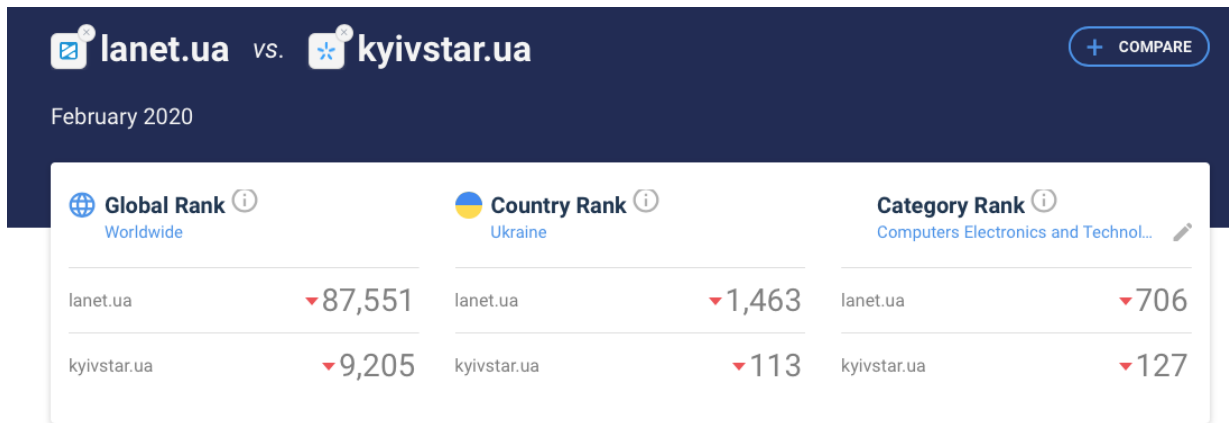 lanet.ua vs. kyivstar.ua
+ COMPARE
February 2020
Global Rank
Worldwide
lanet.ua 87,551
kyivstar.ua 9,205
Country Rank
Ukraine
lanet.ua 1,463
kyivstar.ua 113
Category Rank
Computers Electronics and Technol...
lanet.ua 706
kyivstar.ua 127